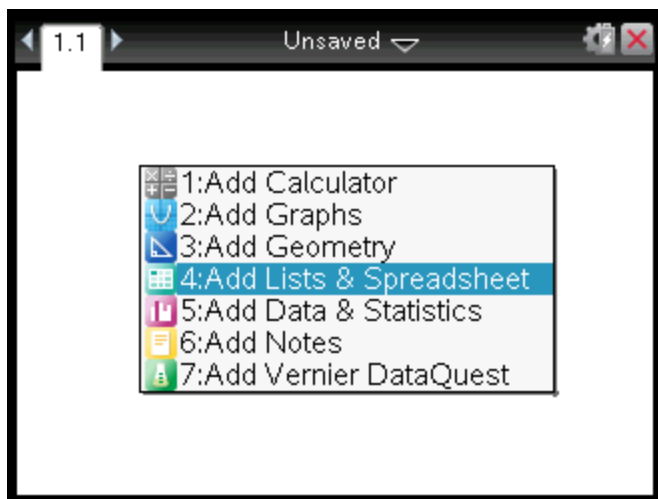 1.1 Unsaved
1:Add Calculator
2:Add Graphs
3:Add Geometry
4:Add Lists & Spreadsheet
5:Add Data & Statistics
6:Add Notes
7:Add Vernier DataQuest